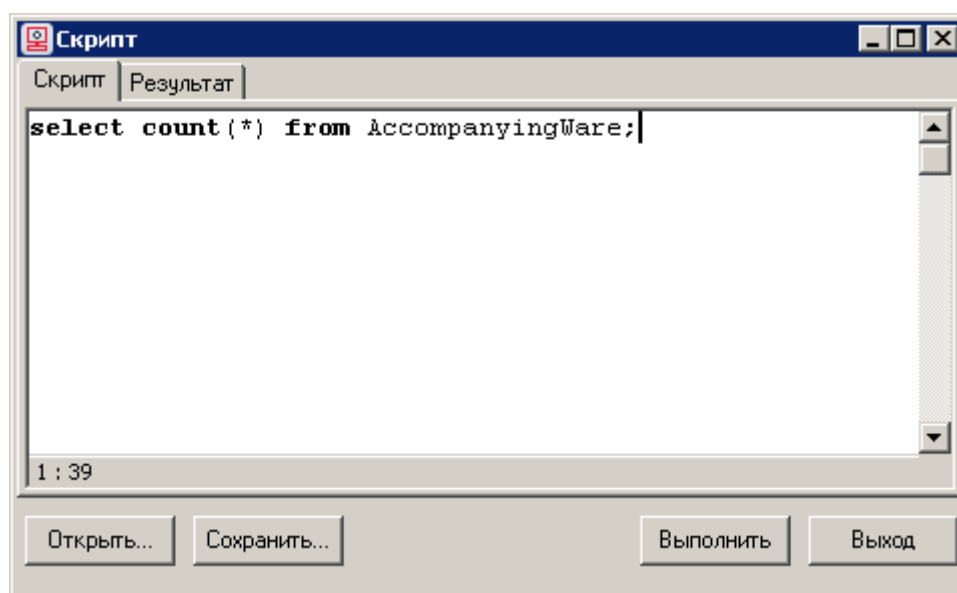 Скрипт
Скрипт Результат
select count(*) from AccompanyingWare;
1 : 39
Открыть... Сохранить... Выполнить Выход